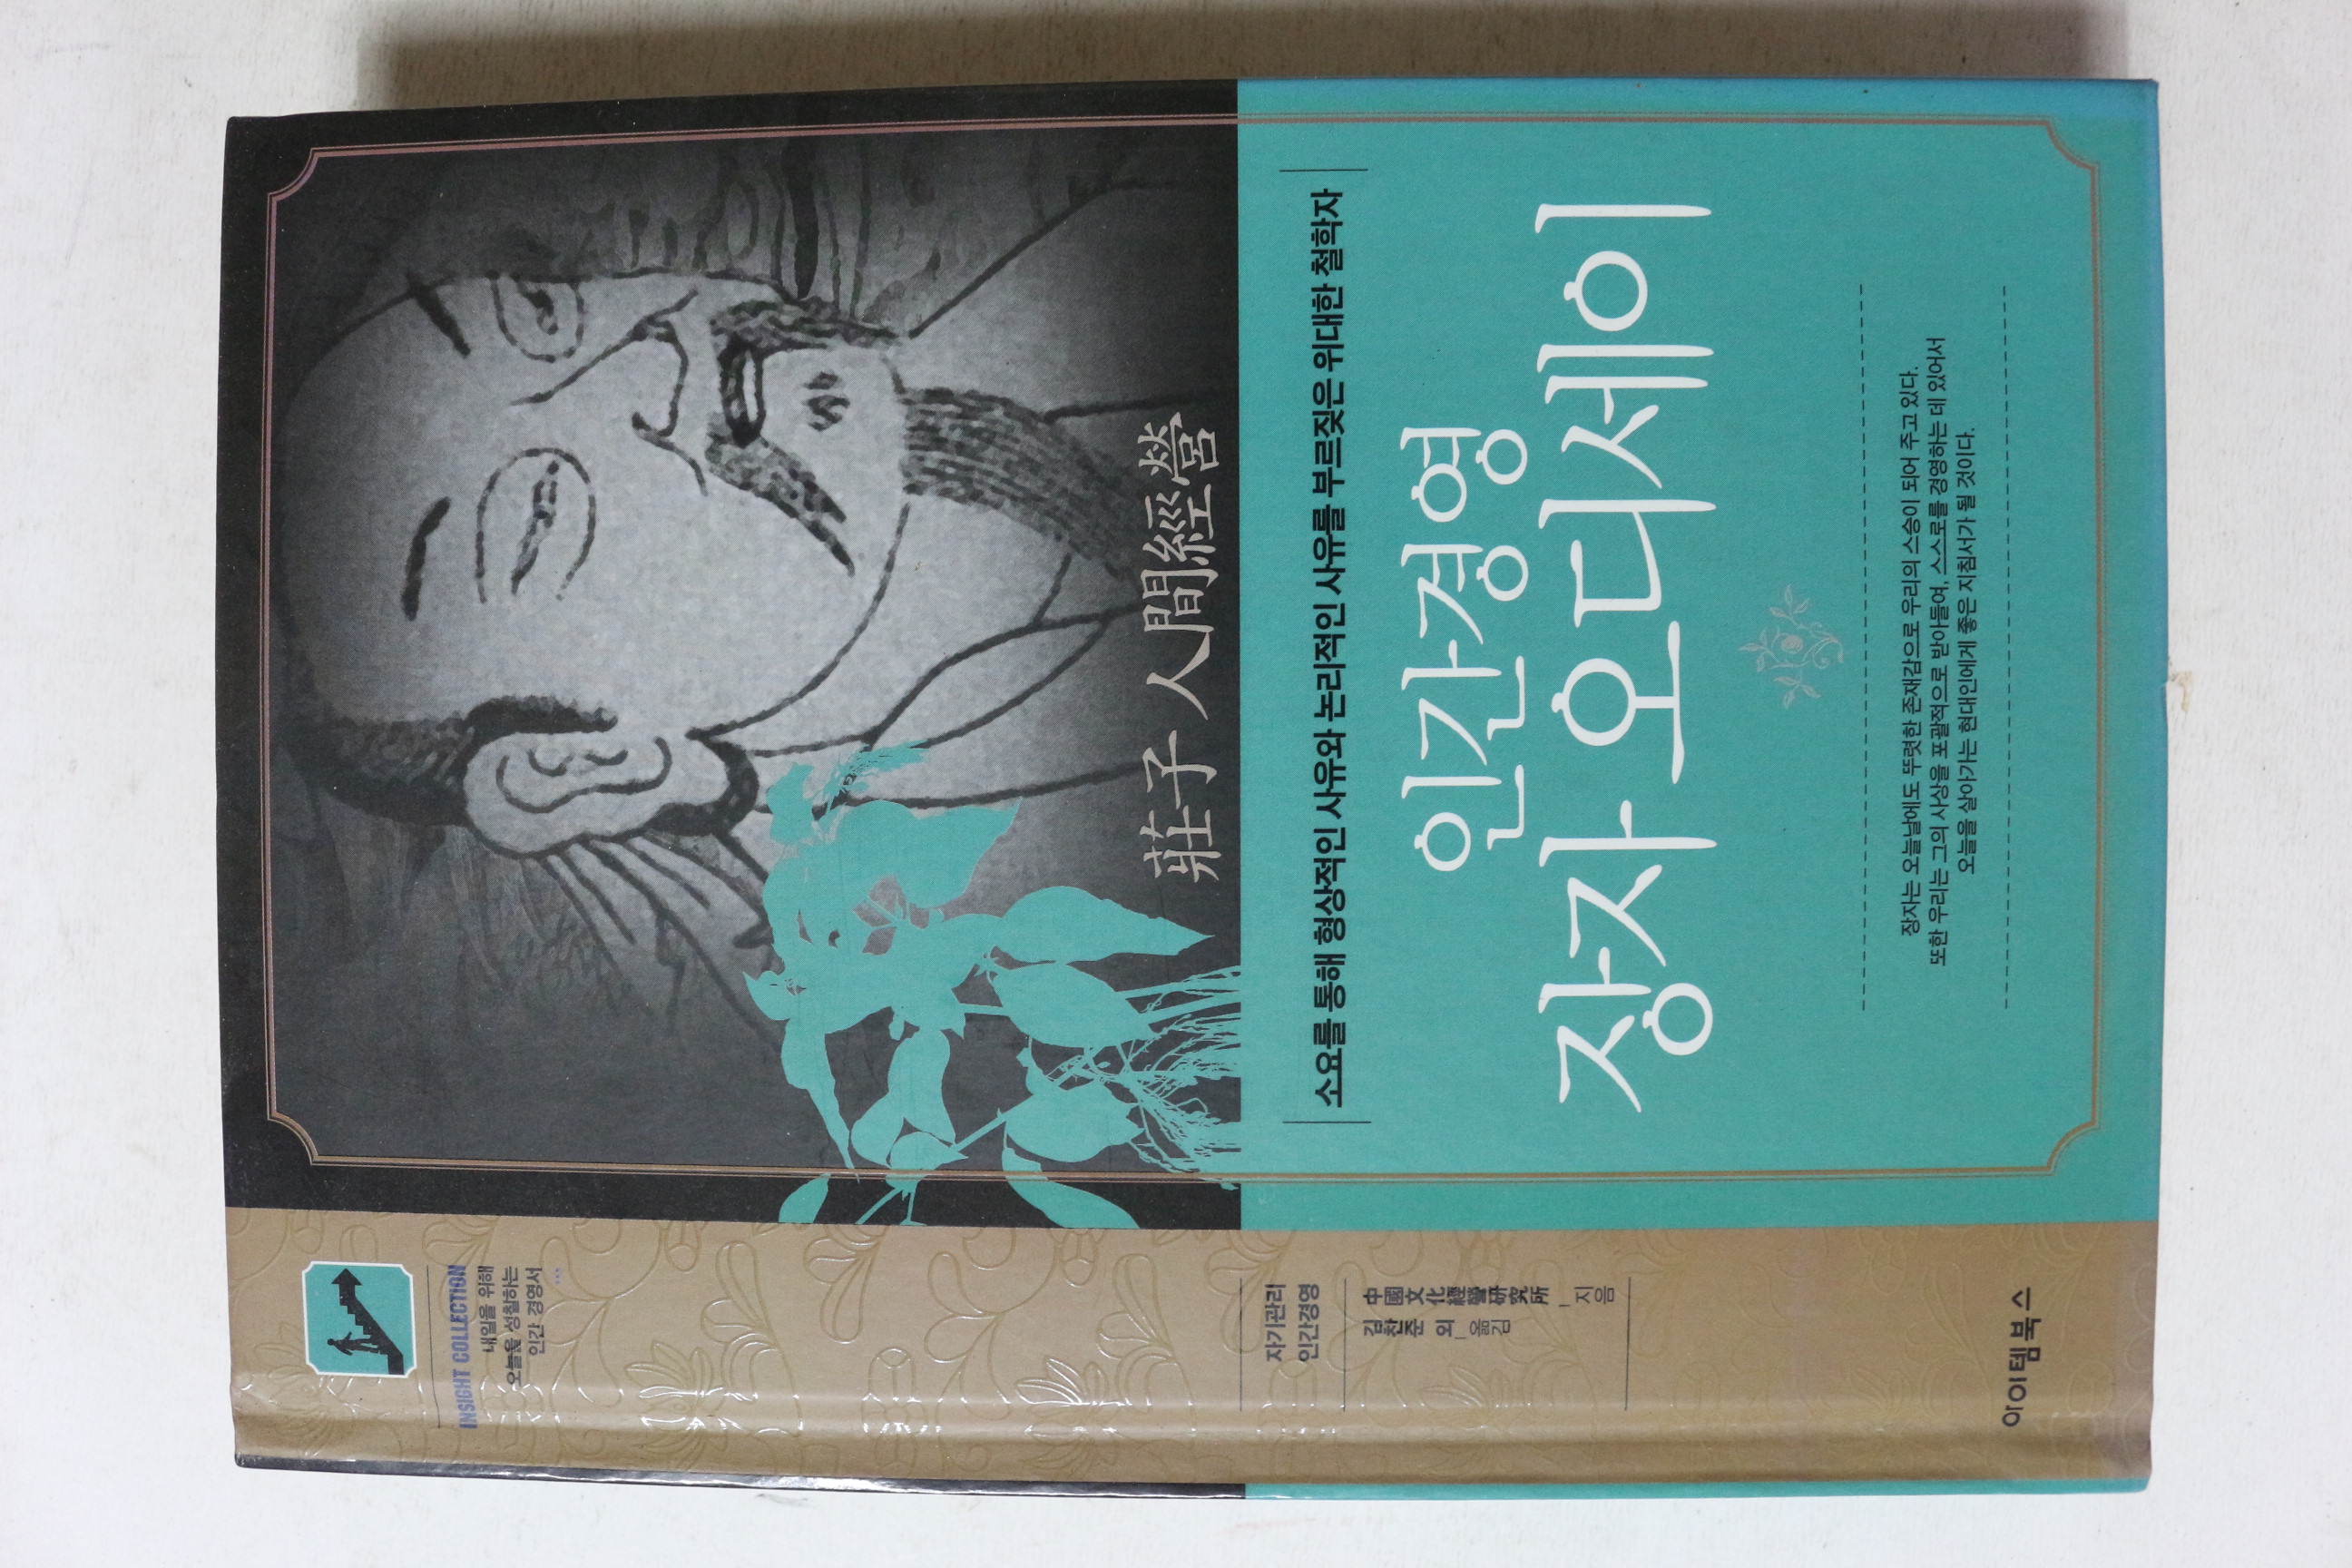 INSIGHT COLLECTION
내일을 위해
오늘을 성찰하는
인간 경영서
莊子 人間經營
소요를 통해 형상적인 사유와 논리적인 사유를 부르짖은 위대한 철학자
인간경영
장자 오디세이
장자는 오늘날에도 뚜렷한 존재감으로 우리의 스승이 되어 주고 있다.
또한 우리는 그의 사상을 포괄적으로 받아들여, 스스로를 경영하는 데 있어서
오늘을 살아가는 현대인에게 좋은 지침서가 될 것이다.
자기관리
인간경영
中國文化經營研究所_지음
김찬준 외_옮김
아이템북스